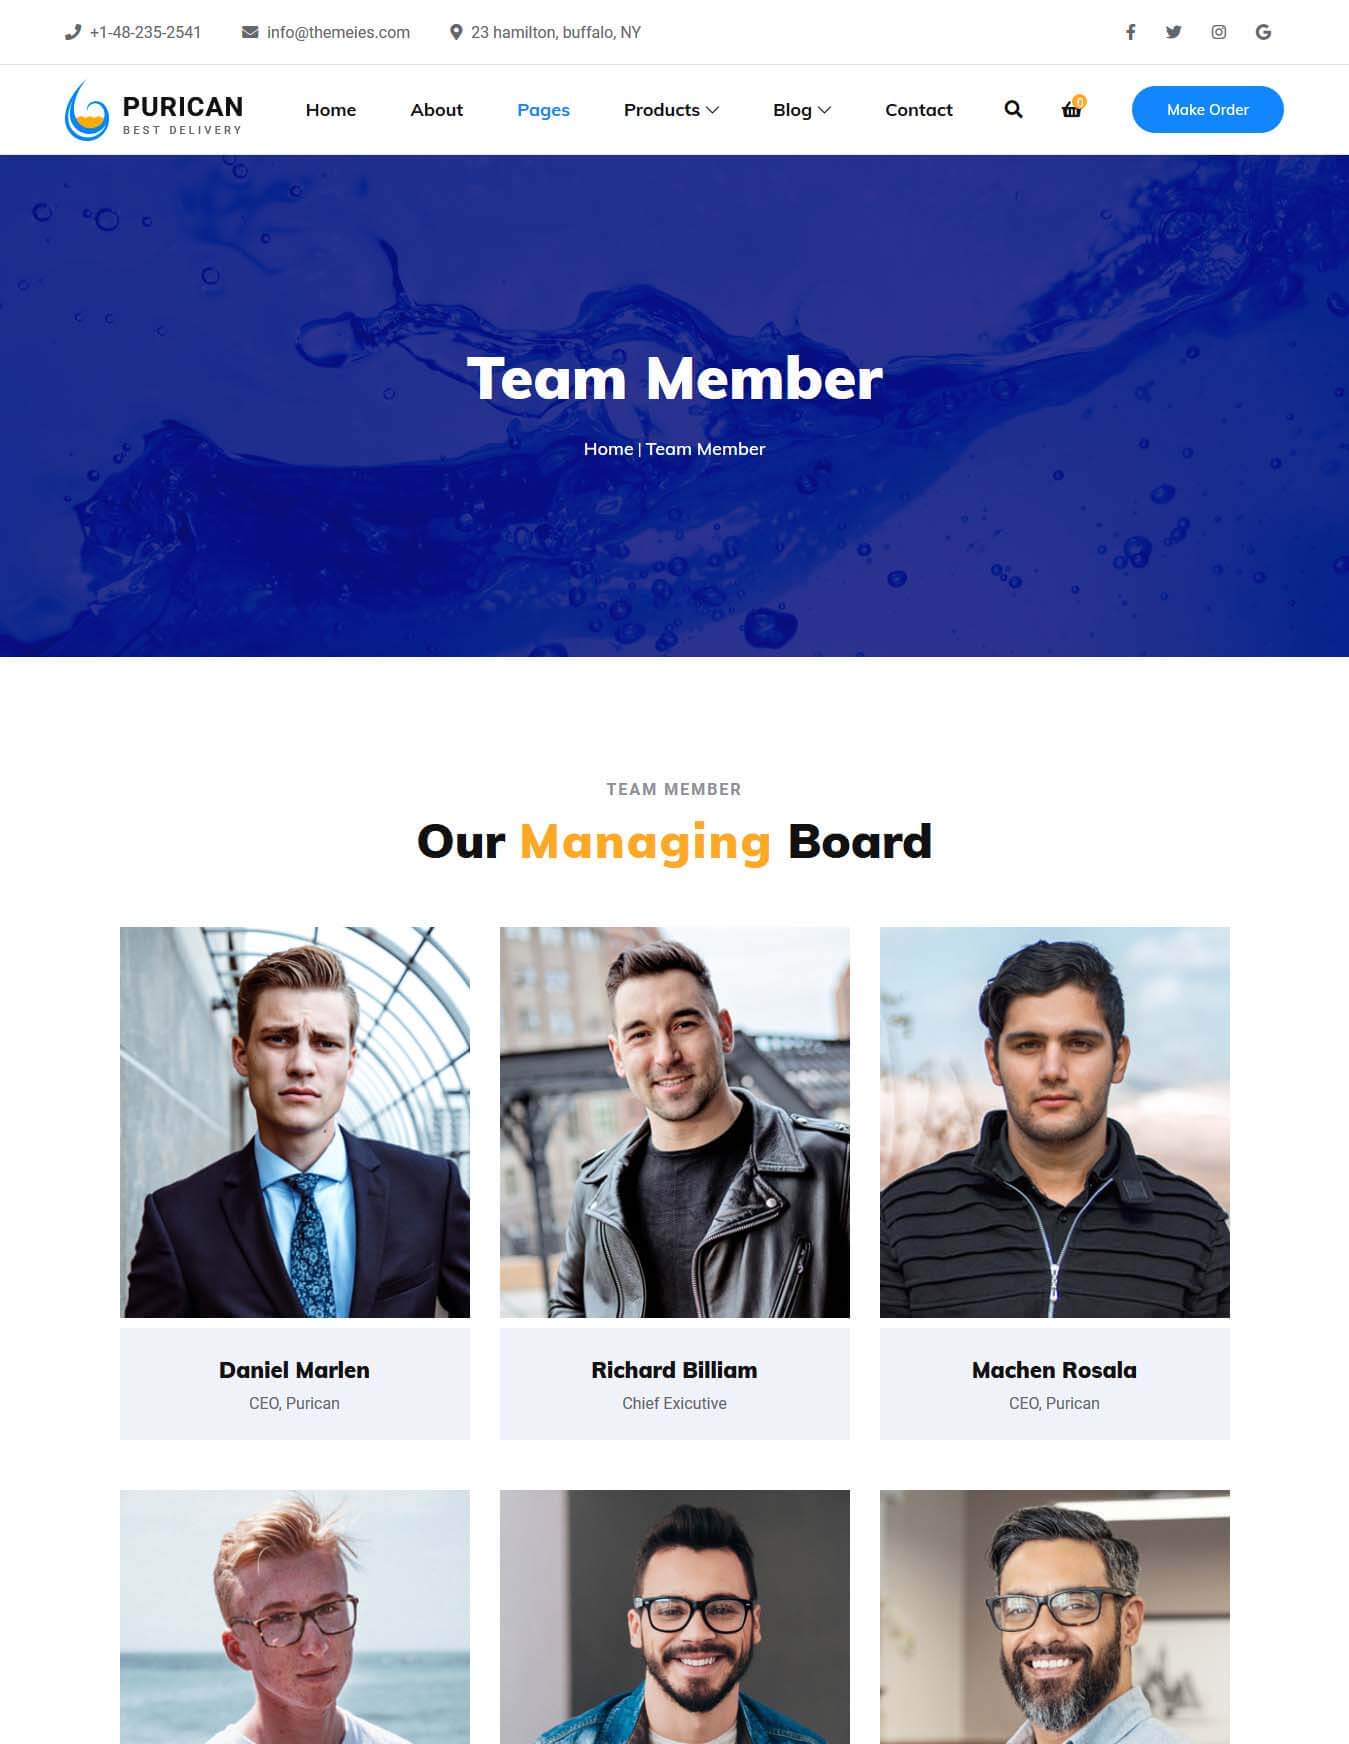 +1-48-235-2541 info@themeies.com 23 hamilton, buffalo, NY
PURICAN
BEST DELIVERY
Home About Pages Products Blog Contact 0 Make Order
Team Member
Home | Team Member
TEAM MEMBER
Our Managing Board
Daniel Marlen
CEO, Purican
Richard Billiam
Chief Exicutive
Machen Rosala
CEO, Purican